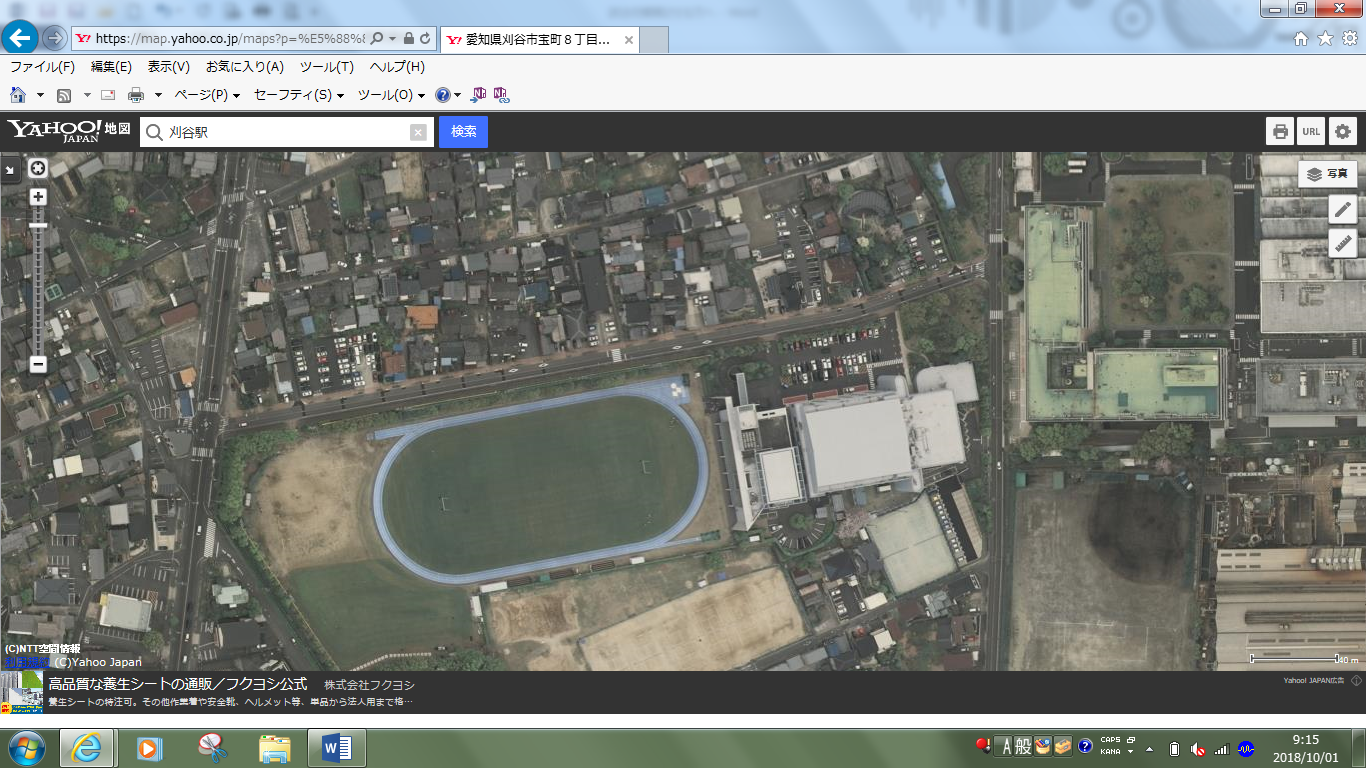 https://map.yahoo.co.jp/maps?p=%E5%88%
愛知県刈谷市宝町８丁目...
ファイル(F) 編集(E) 表示(V) お気に入り(A) ツール(T) ヘルプ(H)
ページ(P) セーフティ(S) ツール(O)
YAHOO! JAPAN 地図
刈谷駅
検索
URL
写真
(C)NTT空間情報
(C)Yahoo Japan
40 m
高品質な養生シートの通販／フクヨシ公式 株式会社フクヨシ
養生シートの特注可。その他作業着や安全靴、ヘルメット等、単品から法人用まで格…
Yahoo! JAPAN広告
A 般
CAPS
KANA
9:15
2018/10/01